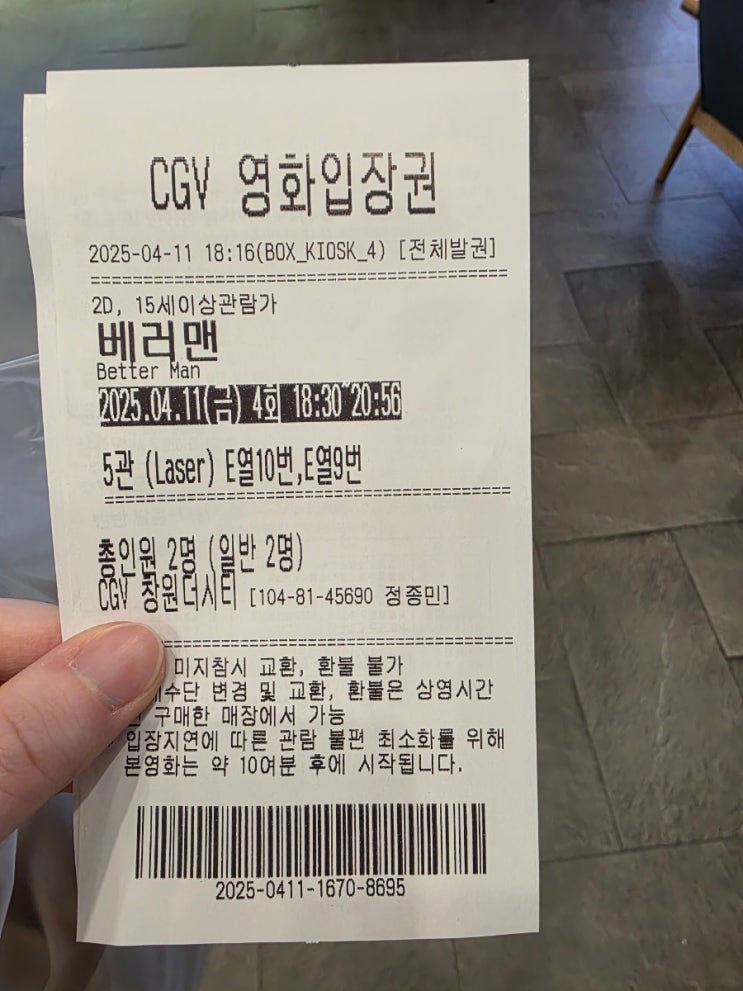 CGV 영화입장권
2025-04-11 18:16(BOX_KIOSK_4) [전체발권]
================================================
2D, 15세이상관람가
베러맨
Better Man
2025.04.11(금) 4회 18:30~20:56
5관 (Laser) E열10번,E열9번
================================================
총인원 2명 (일반 2명)
CGV 창원더시티 [104-81-45690 정종민]
================================================
미지참시 교환, 환불 불가
변경 및 교환, 환불은 상영시간
구매한 매장에서 가능
입장지연에 따른 관람 불편 최소화를 위해
본영화는 약 10여분 후에 시작됩니다.
2025-0411-1670-8695